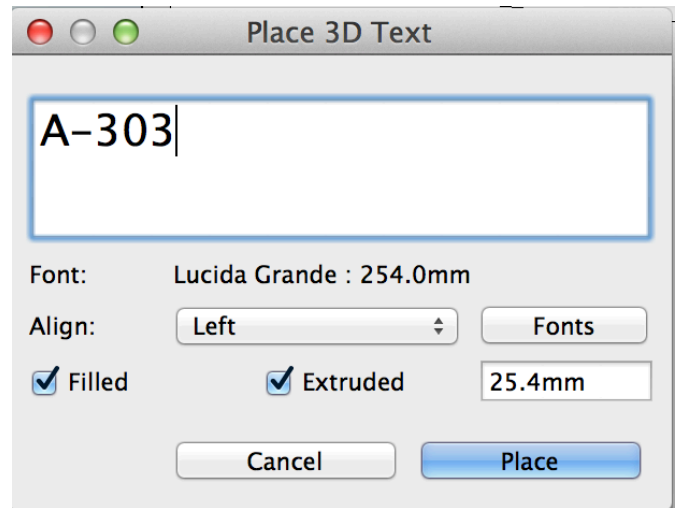 Place 3D Text
A-303
Font: Lucida Grande : 254.0mm
Align: Left Fonts
Filled Extruded 25.4mm
Cancel Place